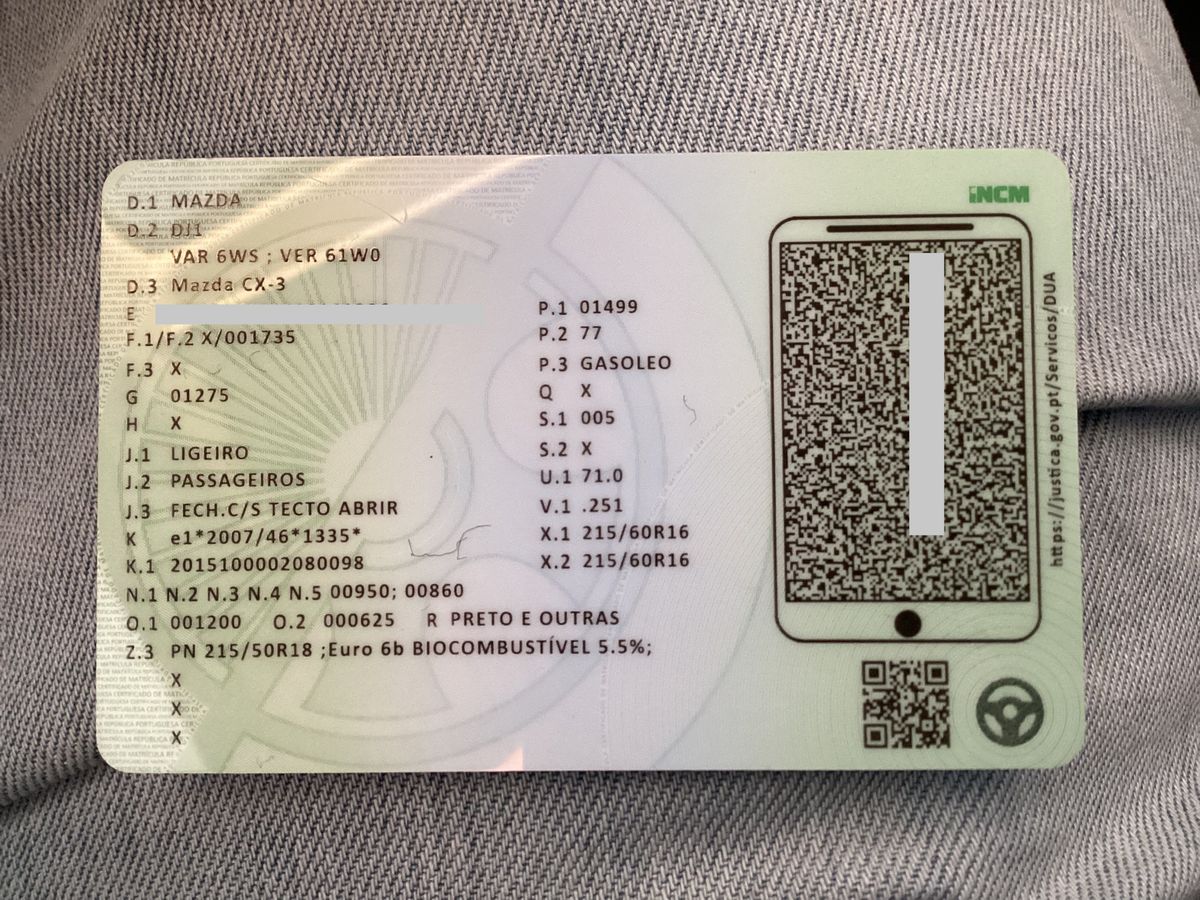 D.1 MAZDA
D.2 DJ1
VAR 6WS ; VER 61W0
D.3 Mazda CX-3
E
F.1/F.2 X/001735
F.3 X
G 01275
H X
J.1 LIGEIRO
J.2 PASSAGEIROS
J.3 FECH.C/S TECTO ABRIR
K e1*2007/46*1335*
K.1 2015100002080098
N.1 N.2 N.3 N.4 N.5 00950; 00860
O.1 001200 O.2 000625 R PRETO E OUTRAS
Z.3 PN 215/50R18 ;Euro 6b BIOCOMBUSTÍVEL 5.5%;
X
X
X
P.1 01499
P.2 77
P.3 GASOLEO
Q X
S.1 005
S.2 X
U.1 71.0
V.1 .251
X.1 215/60R16
X.2 215/60R16
INCM
https://justica.gov.pt/Servicos/DUA